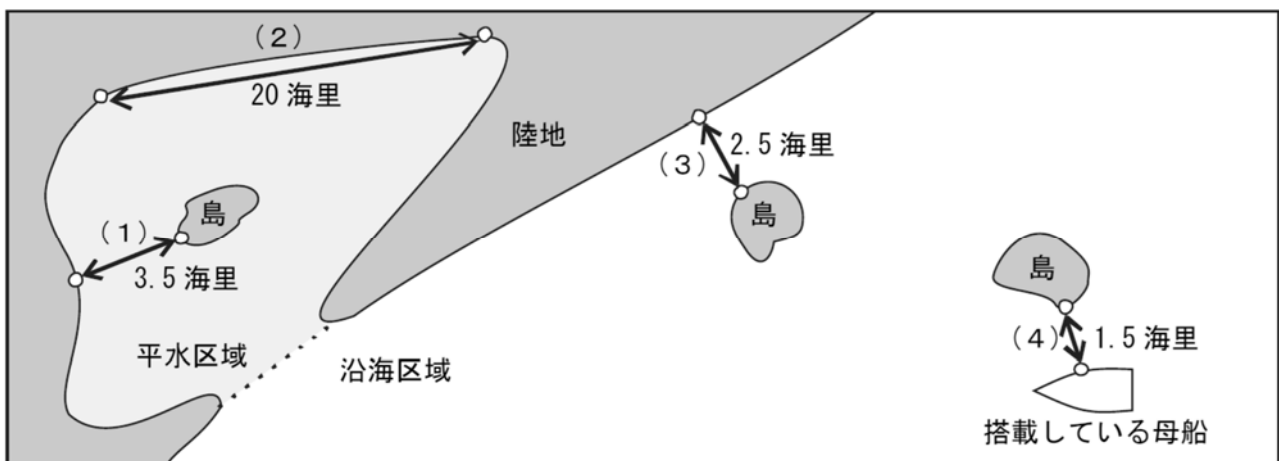 （２）
20 海里
陸地
（３）
2.5 海里
島
島
（１）
3.5 海里
島
（４）
1.5 海里
平水区域
沿海区域
搭載している母船